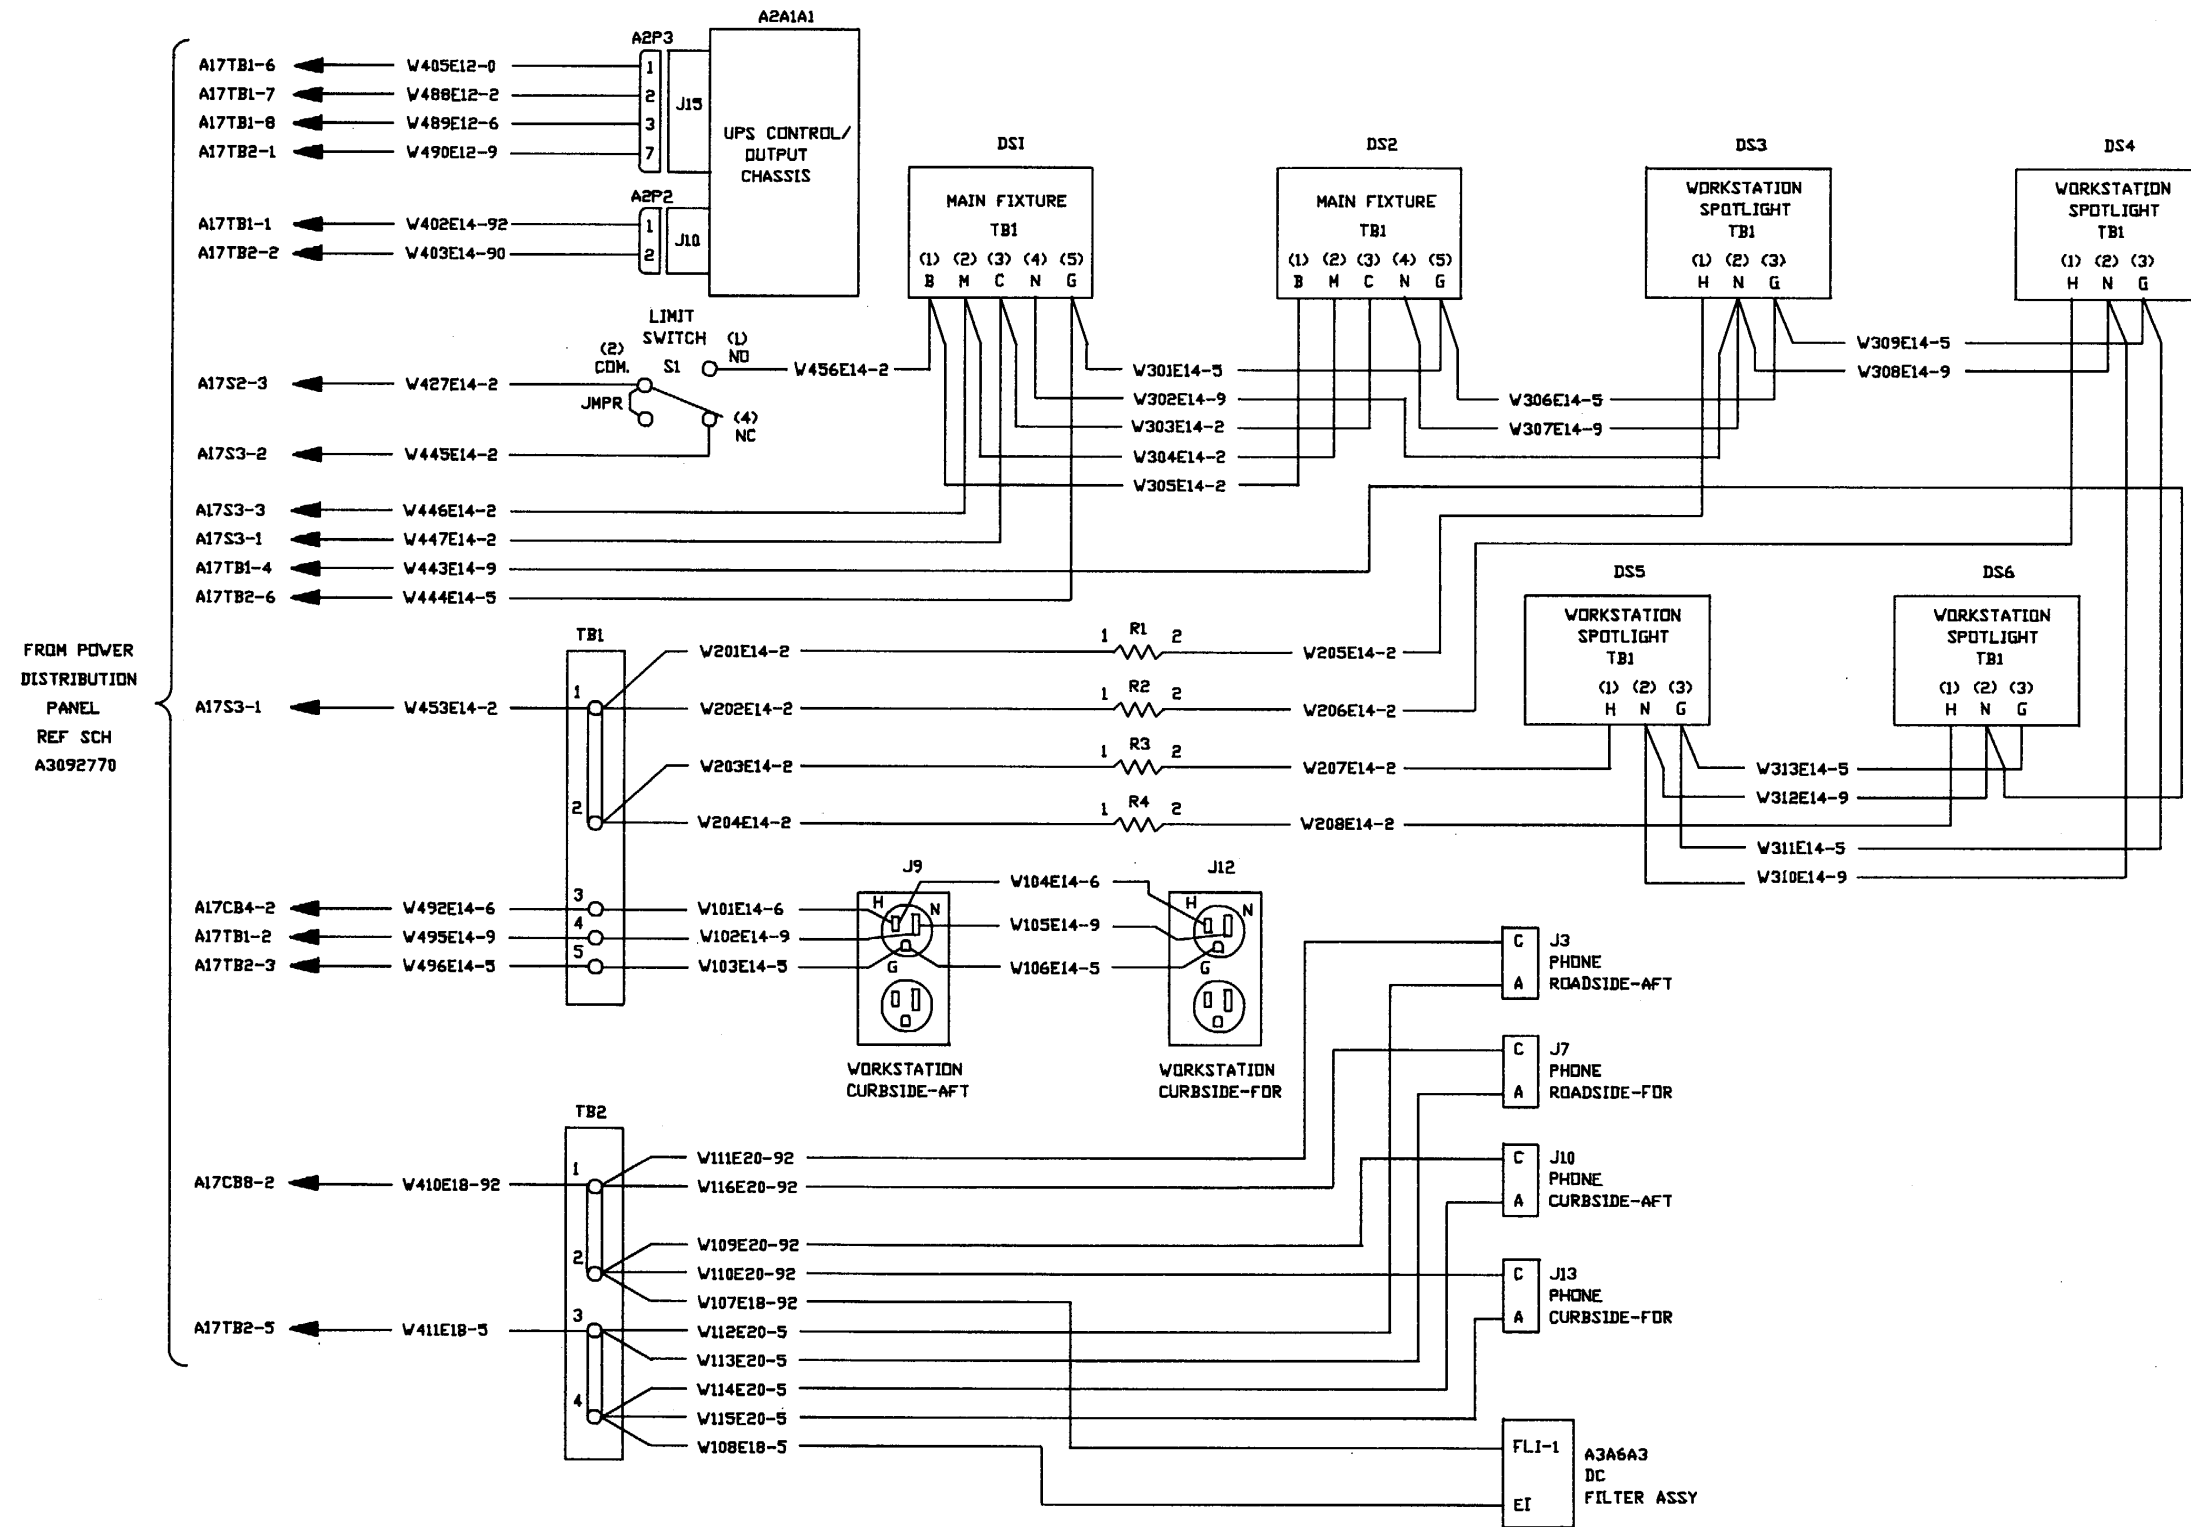 A2A1A1
A2P3
A17TB1-6 W405E12-0 1
A17TB1-7 W488E12-2 2 J15
A17TB1-8 W489E12-6 3
A17TB2-1 W490E12-9 7
UPS CONTROL/
OUTPUT
CHASSIS
A2P2
A17TB1-1 W402E14-92 1 J10
A17TB2-2 W403E14-90 2
DS1
MAIN FIXTURE
TB1
(1) (2) (3) (4) (5)
B M C N G
DS2
MAIN FIXTURE
TB1
(1) (2) (3) (4) (5)
B M C N G
DS3
WORKSTATION
SPOTLIGHT
TB1
(1) (2) (3)
H N G
DS4
WORKSTATION
SPOTLIGHT
TB1
(1) (2) (3)
H N G
LIMIT
SWITCH
(1)
NO
(2)
COM.
S1
JMPR
(4)
NC
W456E14-2
A17S2-3 W427E14-2
A17S3-2 W445E14-2
W301E14-5
W302E14-9
W303E14-2
W304E14-2
W305E14-2
W306E14-5
W307E14-9
W309E14-5
W308E14-9
A17S3-3 W446E14-2
A17S3-1 W447E14-2
A17TB1-4 W443E14-9
A17TB2-6 W444E14-5
FROM POWER
DISTRIBUTION
PANEL
REF SCH
A3092770
DS5
WORKSTATION
SPOTLIGHT
TB1
(1) (2) (3)
H N G
DS6
WORKSTATION
SPOTLIGHT
TB1
(1) (2) (3)
H N G
TB1
W201E14-2 1 R1 2 W205E14-2
A17S3-1 W453E14-2 1 W202E14-2 1 R2 2 W206E14-2
W203E14-2 1 R3 2 W207E14-2
2 W204E14-2 1 R4 2 W208E14-2
W313E14-5
W312E14-9
W311E14-5
W310E14-9
J9
J12
A17CB4-2 W492E14-6 3 W101E14-6 H N W104E14-6 H N
A17TB1-2 W495E14-9 4 W102E14-9 W105E14-9
A17TB2-3 W496E14-5 5 W103E14-5 G W106E14-5 G
WORKSTATION
CURBSIDE-AFT
WORKSTATION
CURBSIDE-FOR
C J3
PHONE
A ROADSIDE-AFT
C J7
PHONE
A ROADSIDE-FOR
C J10
PHONE
A CURBSIDE-AFT
C J13
PHONE
A CURBSIDE-FOR
TB2
W111E20-92
A17CB8-2 W410E18-92 1 W116E20-92
W109E20-92
2 W110E20-92
W107E18-92
A17TB2-5 W411E18-5 3 W112E20-5
W113E20-5
W114E20-5
4 W115E20-5
W108E18-5
FLI-1
EI
A3A6A3
DC
FILTER ASSY